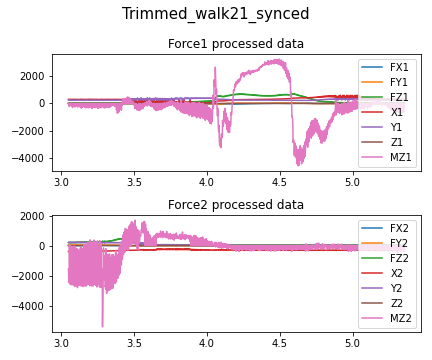 Trimmed_walk21_synced
Force1 processed data
2000
0
−2000
−4000
FX1
FY1
FZ1
X1
Y1
Z1
MZ1
3.0 3.5 4.0 4.5 5.0
Force2 processed data
2000
0
−2000
−4000
FX2
FY2
FZ2
X2
Y2
Z2
MZ2
3.0 3.5 4.0 4.5 5.0